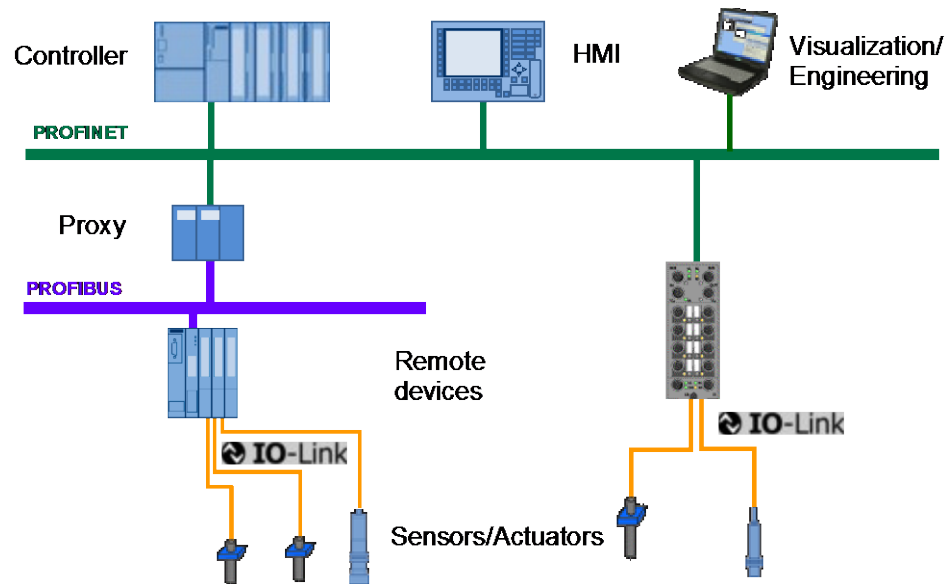 Controller
HMI
Visualization/
Engineering
PROFINET
Proxy
PROFIBUS
Remote
devices
IO-Link
IO-Link
Sensors/Actuators